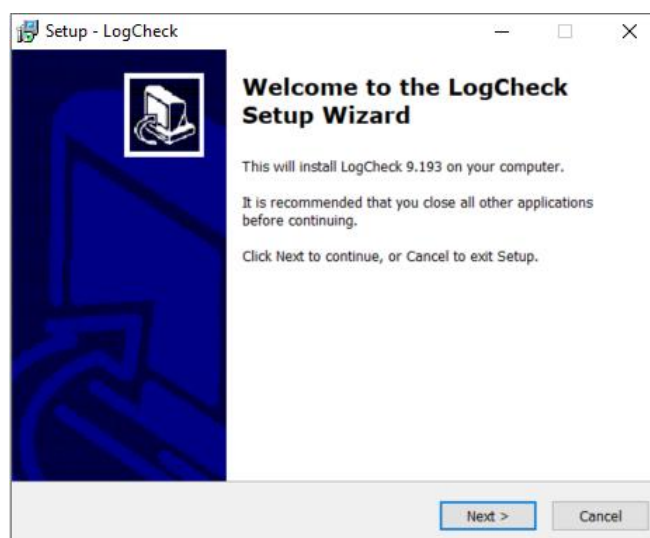 Setup - LogCheck
Welcome to the LogCheck
Setup Wizard
This will install LogCheck 9.193 on your computer.
It is recommended that you close all other applications
before continuing.
Click Next to continue, or Cancel to exit Setup.
Next >
Cancel